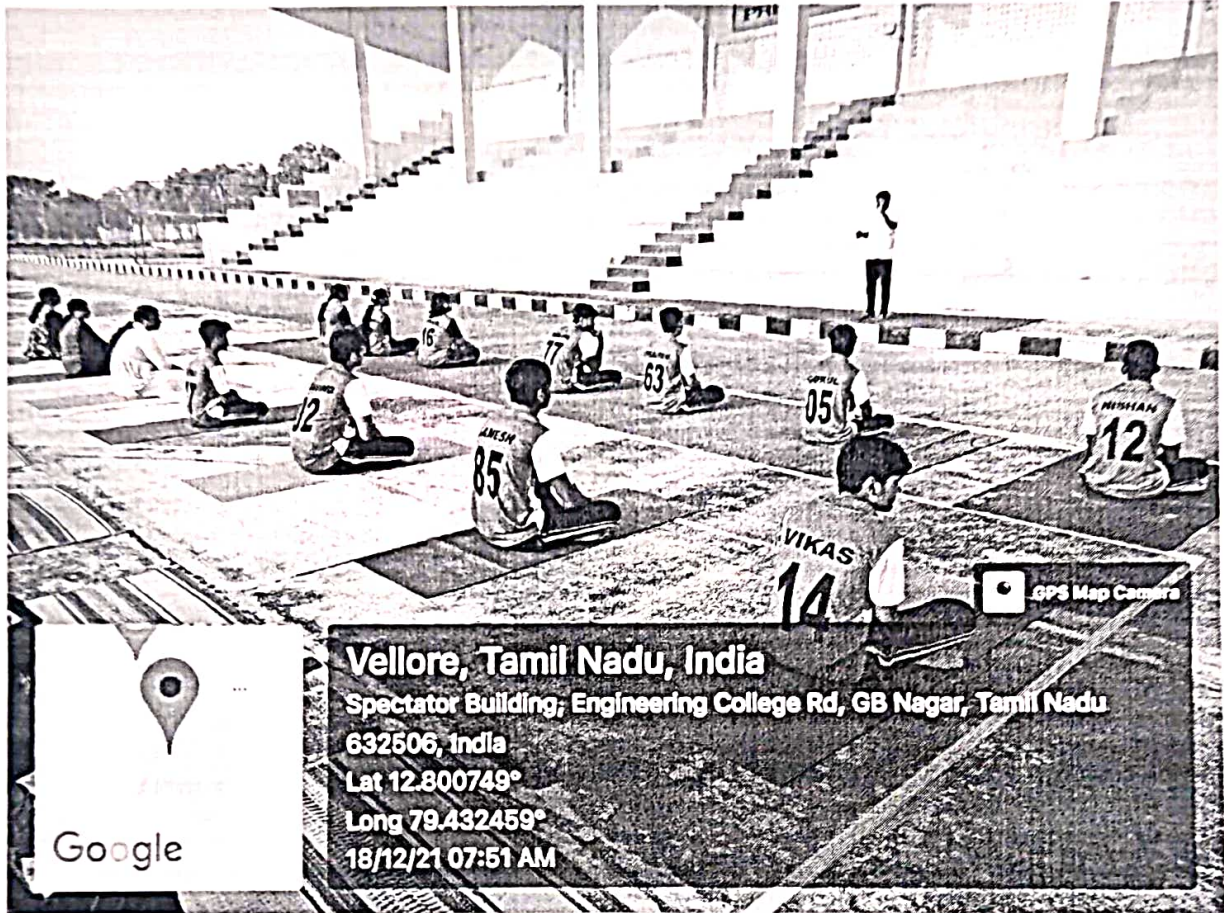 16
77
63
GOKUL
05
NISHAN
12
02
85
VIKAS
14
GPS Map Camera
Vellore, Tamil Nadu, India
Spectator Building, Engineering College Rd, GB Nagar, Tamil Nadu
632506, India
Lat 12.800749°
Long 79.432459°
18/12/21 07:51 AM
Google